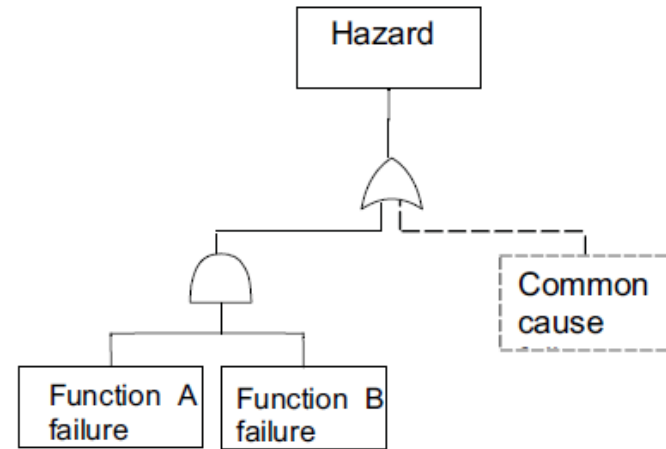 Hazard
Common
cause
Function A
failure
Function B
failure